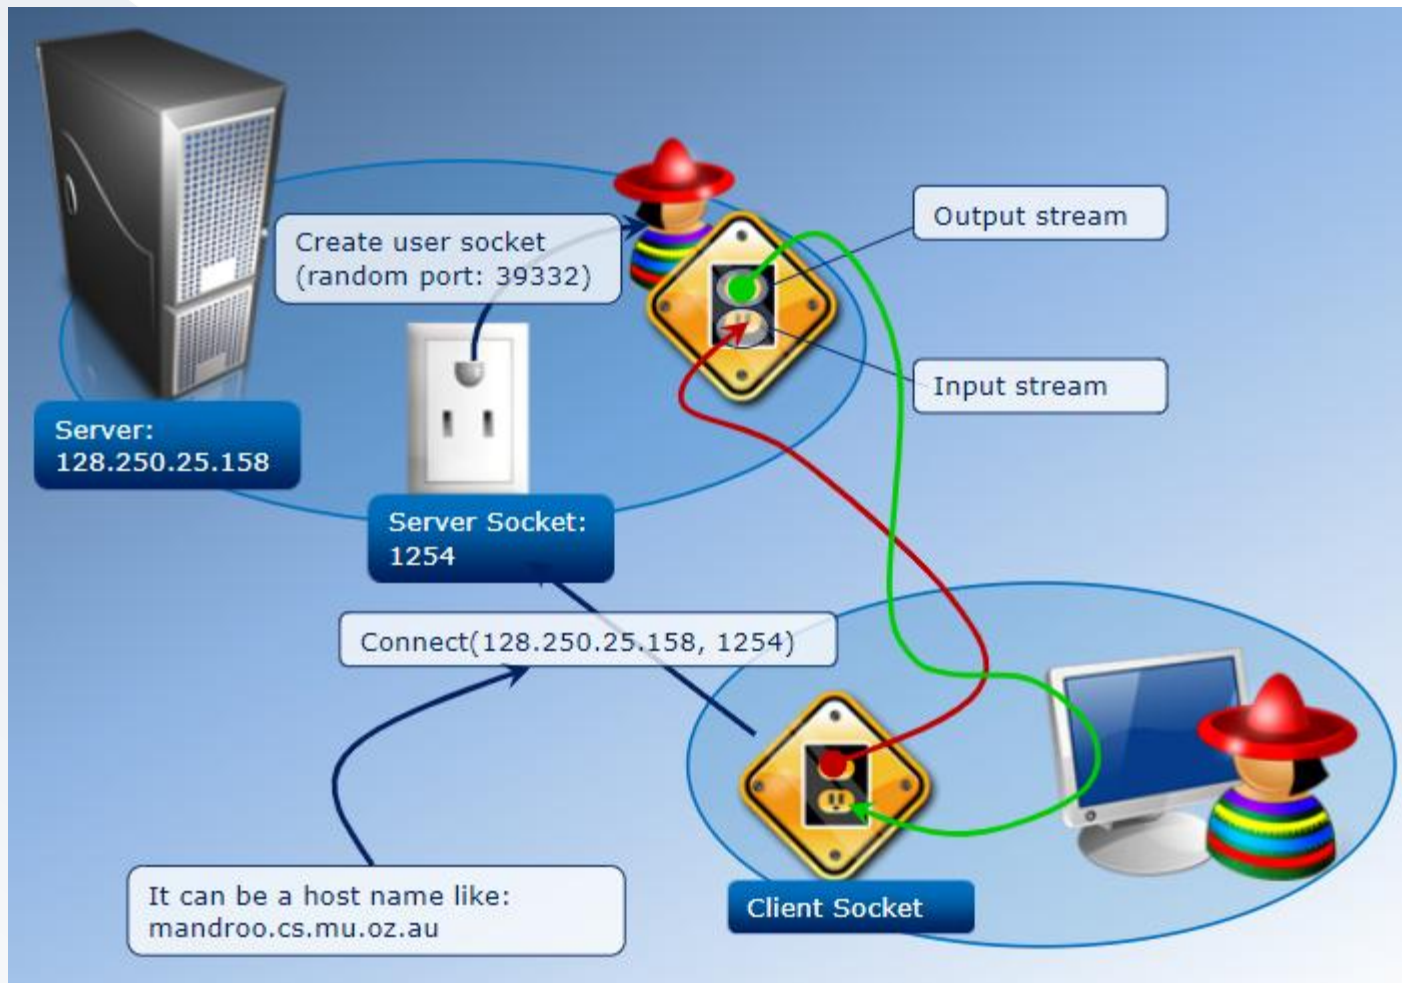 Create user socket
(random port: 39332)
Output stream
Input stream
Server:
128.250.25.158
Server Socket:
1254
Connect(128.250.25.158, 1254)
It can be a host name like:
mandroo.cs.mu.oz.au
Client Socket